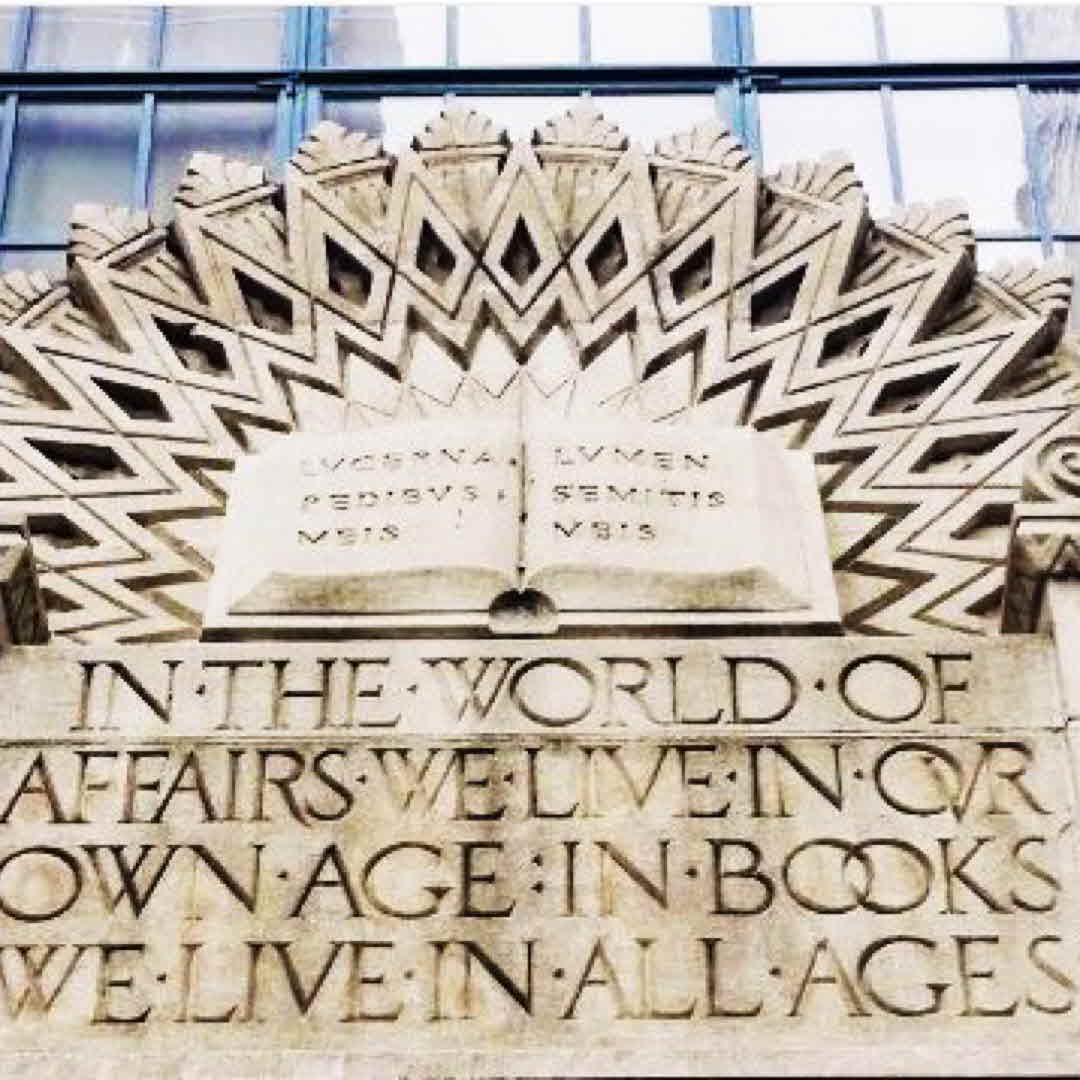 LVCERNA
PEDIBVS
MEIS
LVMEN
SEMITIS
MEIS
IN·THE·WORLD·OF
AFFAIRS·WE·LIVE·IN·OVR
OWN·AGE:IN·BOOKS
WE·LIVE·IN·ALL·AGES